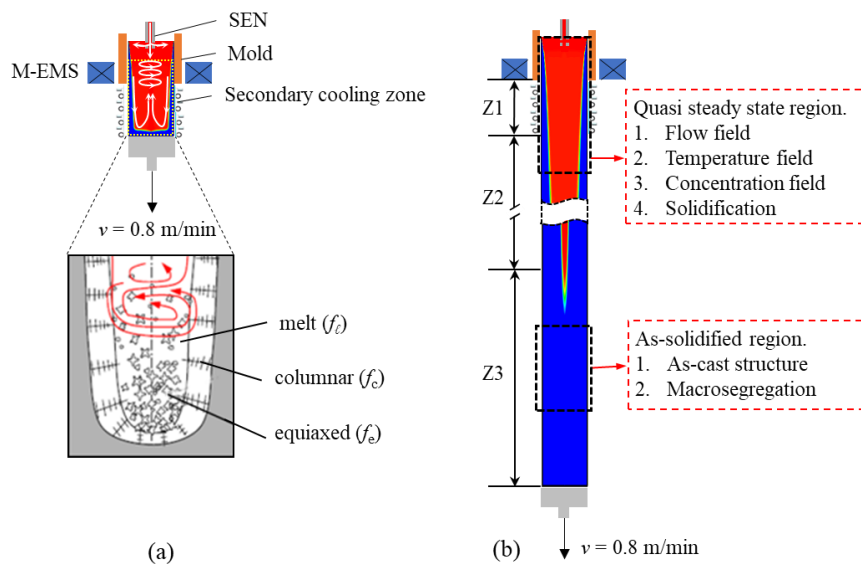 SEN
Mold
M-EMS
Secondary cooling zone
v = 0.8 m/min
melt (fℓ)
columnar (fc)
equiaxed (fe)
(a)
Z1
Z2
Z3
Quasi steady state region.
1. Flow field
2. Temperature field
3. Concentration field
4. Solidification
As-solidified region.
1. As-cast structure
2. Macrosegregation
(b)
v = 0.8 m/min